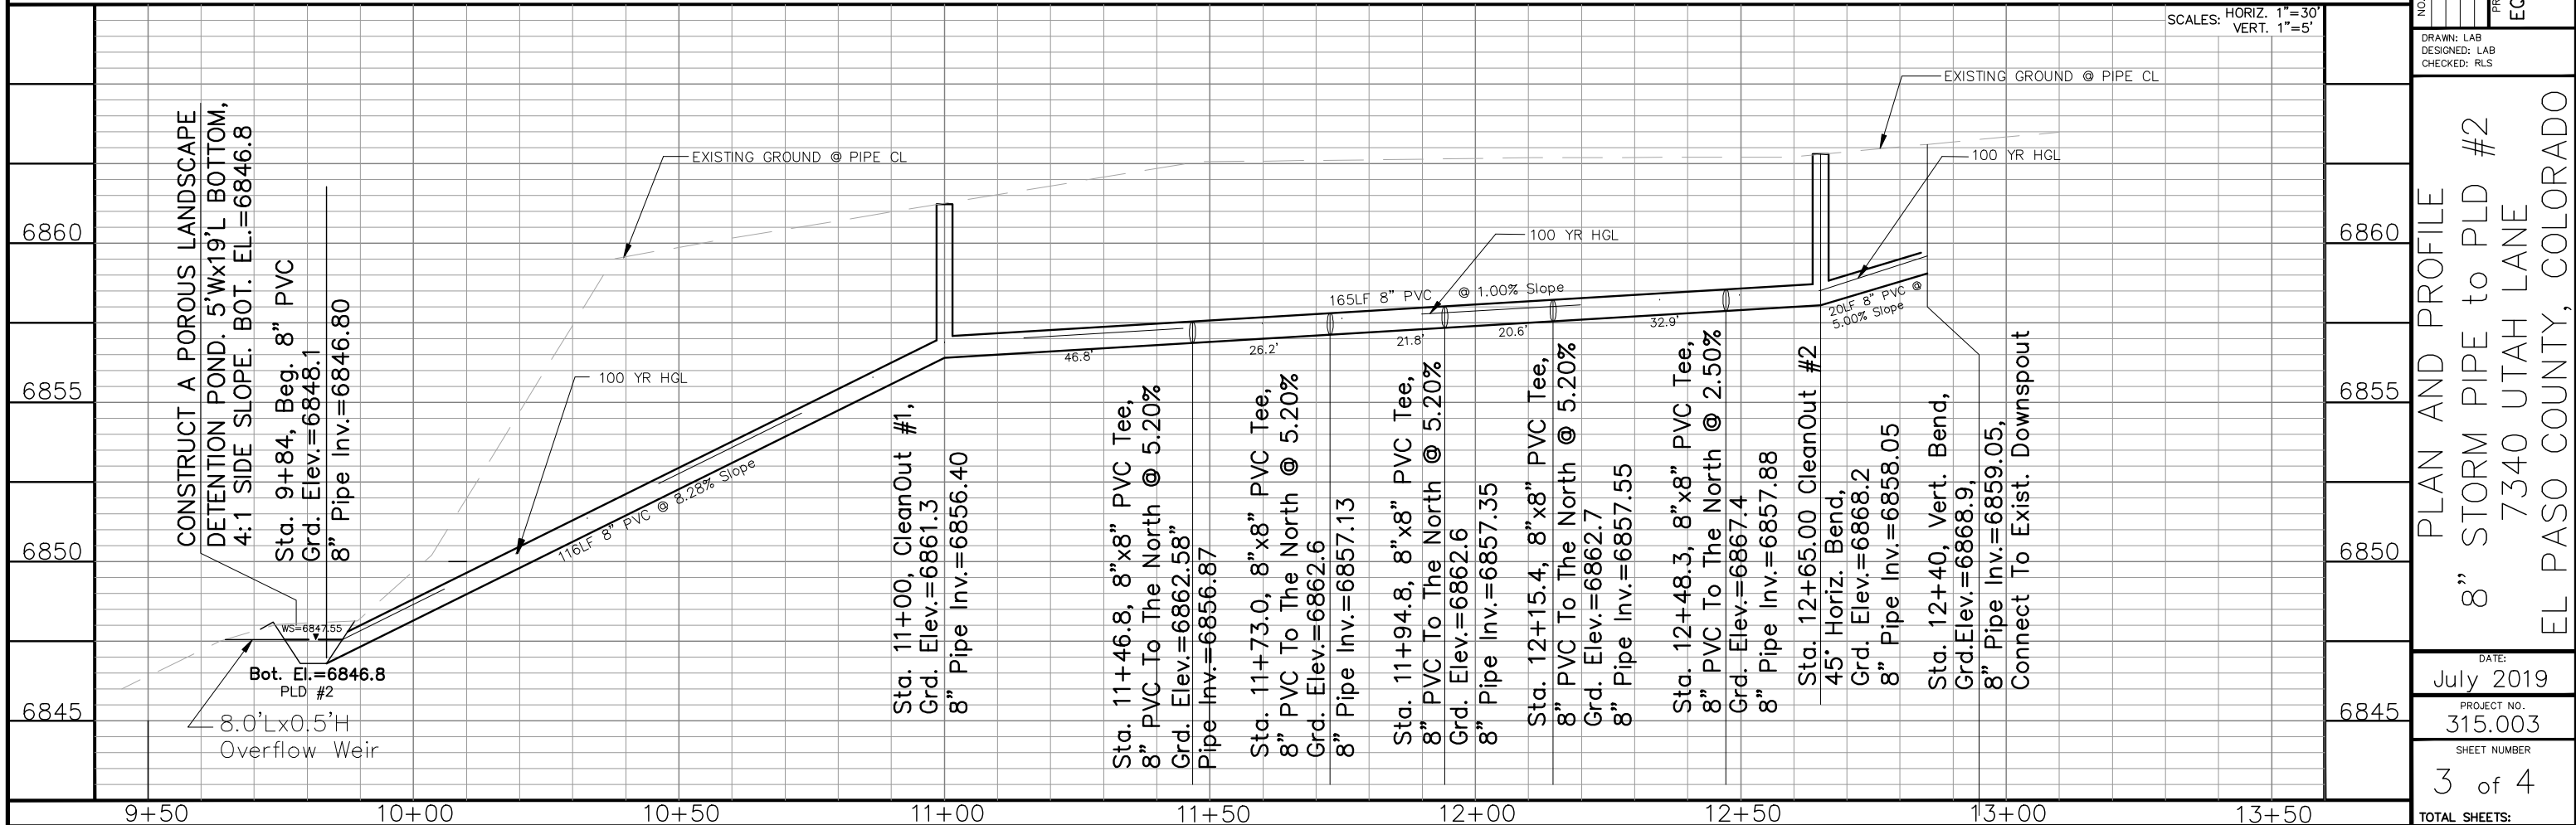 SCALES: HORIZ. 1"=30'
VERT. 1"=5'
EXISTING GROUND @ PIPE CL
EXISTING GROUND @ PIPE CL
100 YR HGL
100 YR HGL
100 YR HGL
165LF 8" PVC @ 1.00% Slope
20LF 8" PVC @
5.00% Slope
46.8'
26.2'
21.8'
20.6'
32.9'
116LF 8" PVC @ 8.28% Slope
6860
6855
6850
6845
6860
6855
6850
6845
CONSTRUCT A POROUS LANDSCAPE
DETENTION POND. 5'Wx19'L BOTTOM,
4:1 SIDE SLOPE. BOT. EL.=6846.8
Sta. 9+84, Beg. 8" PVC
Grd. Elev.=6848.1
8" Pipe Inv.=6846.80
WS=6847.55
Bot. El.=6846.8
PLD #2
8.0'Lx0.5'H
Overflow Weir
Sta. 11+00, CleanOut #1,
Grd. Elev.=6861.3
8" Pipe Inv.=6856.40
Sta. 11+46.8, 8"x8" PVC Tee,
8" PVC To The North @ 5.20%
Grd. Elev.=6862.58"
Pipe Inv.=6856.87
Sta. 11+73.0, 8"x8" PVC Tee,
8" PVC To The North @ 5.20%
Grd. Elev.=6862.6
8" Pipe Inv.=6857.13
Sta. 11+94.8, 8"x8" PVC Tee,
8" PVC To The North @ 5.20%
Grd. Elev.=6862.6
8" Pipe Inv.=6857.35
Sta. 12+15.4, 8"x8" PVC Tee,
8" PVC To The North @ 5.20%
Grd. Elev.=6862.7
8" Pipe Inv.=6857.55
Sta. 12+48.3, 8"x8" PVC Tee,
8" PVC To The North @ 2.50%
Grd. Elev.=6867.4
8" Pipe Inv.=6857.88
Sta. 12+65.00 CleanOut #2
45° Horiz. Bend,
Grd. Elev.=6868.2
8" Pipe Inv.=6858.05
Sta. 12+40, Vert. Bend,
Grd.Elev.=6868.9,
8" Pipe Inv.=6859.05,
Connect To Exist. Downspout
9+50
10+00
10+50
11+00
11+50
12+00
12+50
13+00
13+50
NO.
PR
EQ
DRAWN: LAB
DESIGNED: LAB
CHECKED: RLS
PLAN AND PROFILE
8" STORM PIPE to PLD #2
7340 UTAH LANE
EL PASO COUNTY, COLORADO
DATE:
July 2019
PROJECT NO.
315.003
SHEET NUMBER
3 of 4
TOTAL SHEETS: